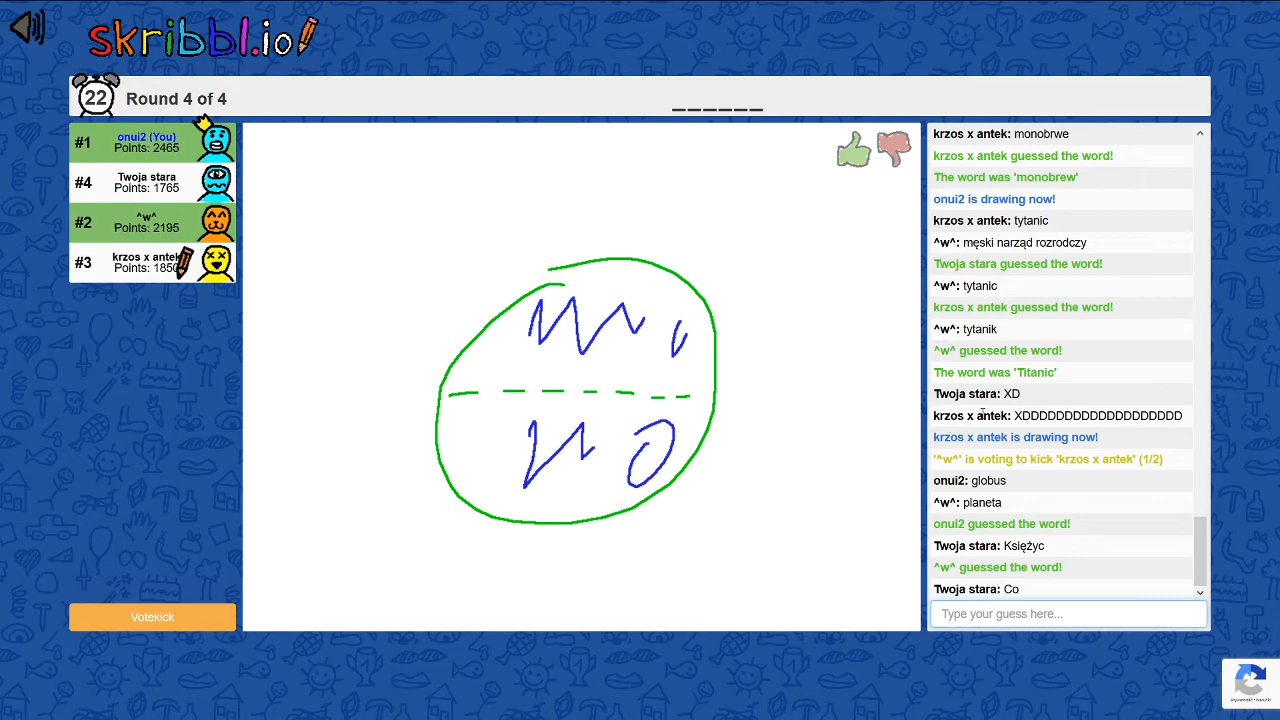 skribbl.io
22
Round 4 of 4
_ _ _ _ _ _
#1
onui2 (You)
Points: 2465
#4
Twoja stara
Points: 1765
#2
^w^
Points: 2195
#3
krzos x antek
Points: 1850
Votekick
krzos x antek: monobrwe
krzos x antek guessed the word!
The word was 'monobrew'
onui2 is drawing now!
krzos x antek: tytanic
^w^: męski narząd rozrodczy
Twoja stara guessed the word!
^w^: tytanic
krzos x antek guessed the word!
^w^: tytanik
^w^ guessed the word!
The word was 'Titanic'
Twoja stara: XD
krzos x antek: XDDDDDDDDDDDDDDDDDDD
krzos x antek is drawing now!
'^w^' is voting to kick 'krzos x antek' (1/2)
onui2: globus
^w^: planeta
onui2 guessed the word!
Twoja stara: Księżyc
^w^ guessed the word!
Twoja stara: Co
Type your guess here...